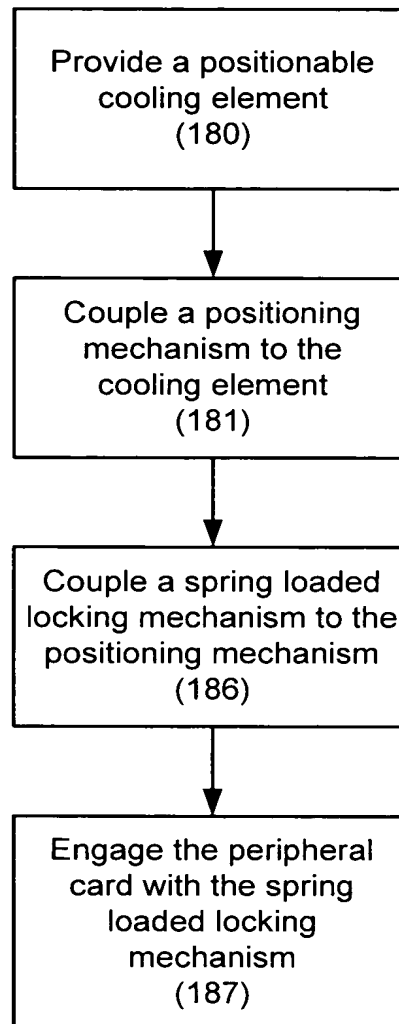 Provide a positionable
cooling element
(180)
Couple a positioning
mechanism to the
cooling element
(181)
Couple a spring loaded
locking mechanism to the
positioning mechanism
(186)
Engage the peripheral
card with the spring
loaded locking
mechanism
(187)